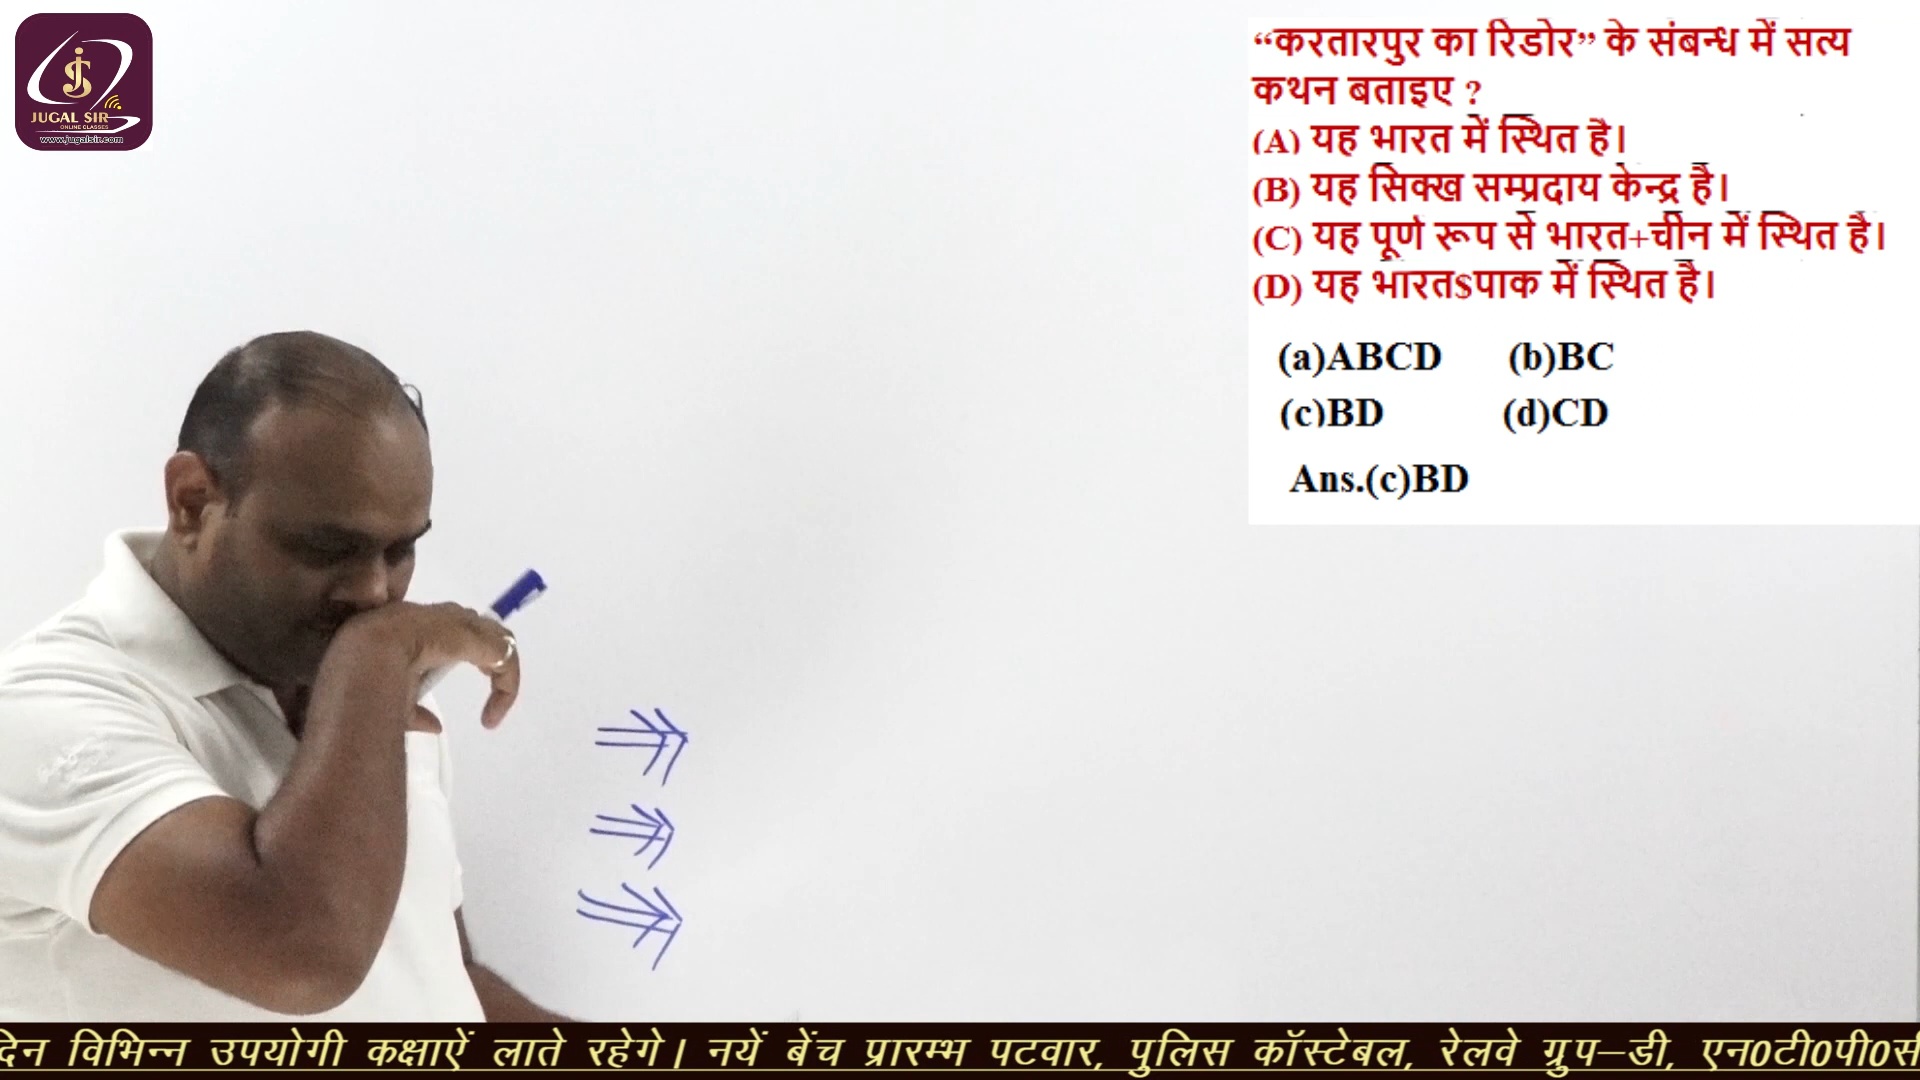 JUGAL SIR
ONLINE CLASSES
www.jugalsir.com
“करतारपुर का रिडोर” के संबन्ध में सत्य
कथन बताइए ?
(A) यह भारत में स्थित है।
(B) यह सिक्ख सम्प्रदाय केन्द्र है।
(C) यह पूर्ण रूप से भारत+चीन में स्थित है।
(D) यह भारत$पाक में स्थित है।
(a)ABCD (b)BC
(c)BD (d)CD
Ans.(c)BD
दिन विभिन्न उपयोगी कक्षाऐं लाते रहेगे। नयें बेंच प्रारम्भ पटवार, पुलिस कॉस्टेबल, रेलवे ग्रुप–डी, एन0टी0पी0सी